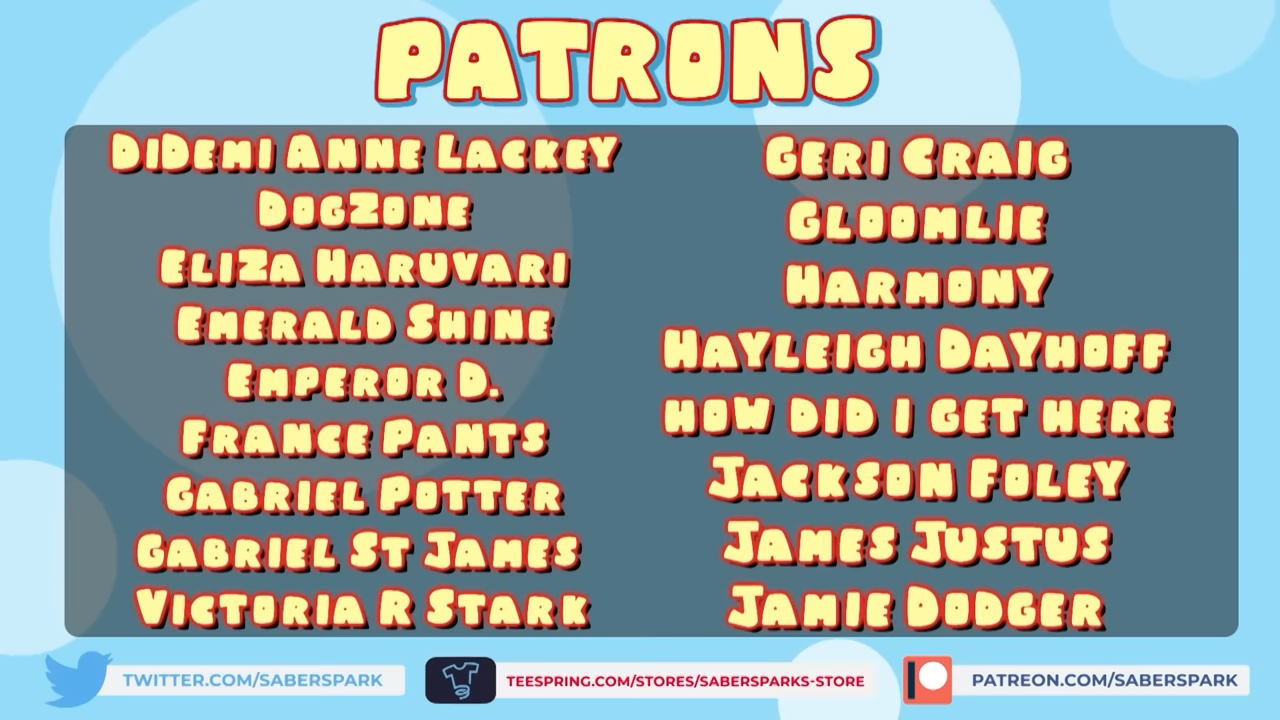 PATRONS
DiDemi Anne Lackey
Dogzone
Eliza Haruvari
Emerald Shine
Emperor D.
France Pants
Gabriel Potter
Gabriel St James
Victoria R Stark
Geri Craig
Gloomlie
Harmony
Hayleigh Dayhoff
how did i get here
Jackson Foley
James Justus
Jamie Dodger
TWITTER.COM/SABERSPARK
TEESPRING.COM/STORES/SABERSPARKS-STORE
PATREON.COM/SABERSPARK